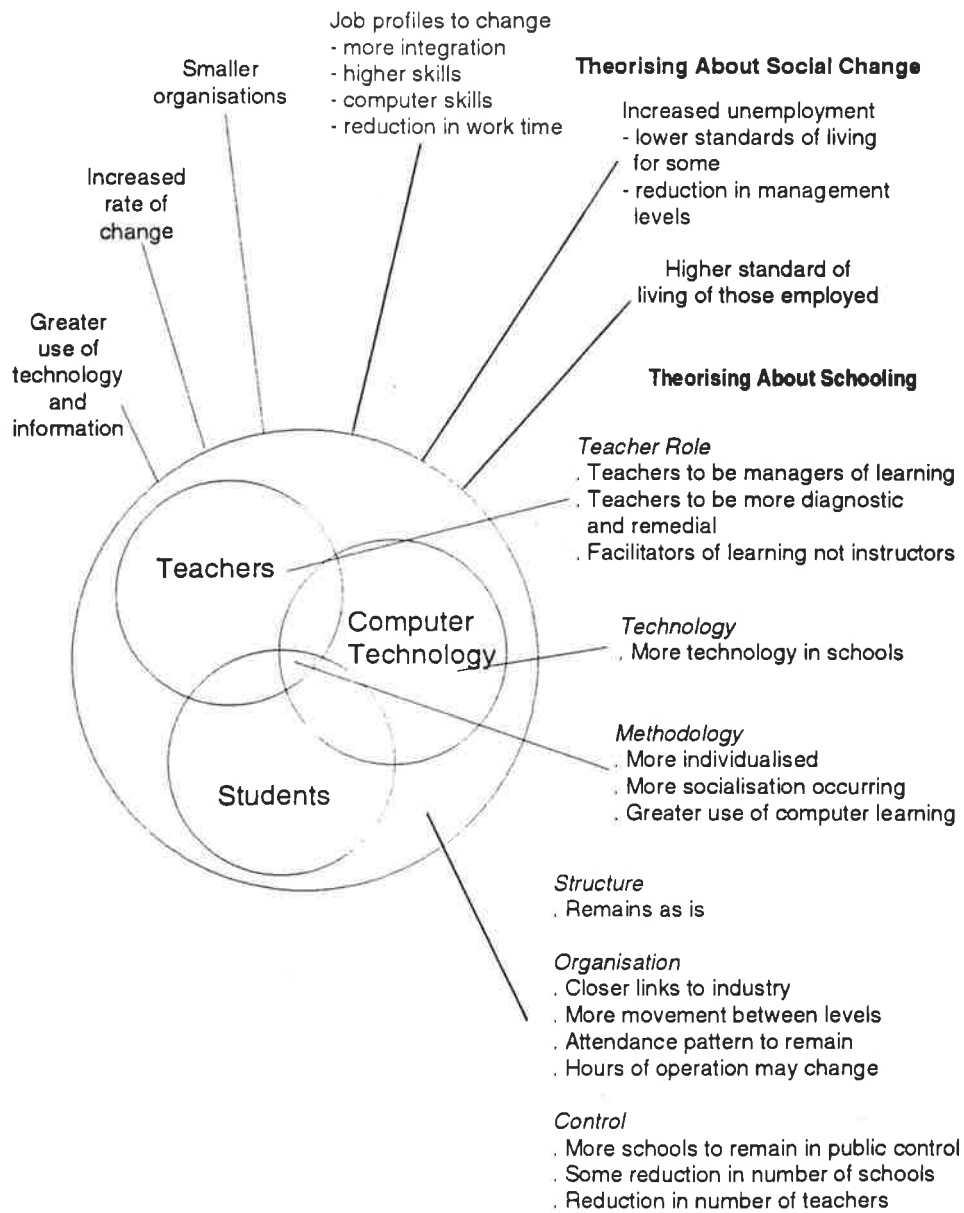 Job profiles to change
- more integration
- higher skills
- computer skills
- reduction in work time
Smaller
organisations
Increased
rate of
change
Greater
use of
technology
and
information
Theorising About Social Change
Increased unemployment
- lower standards of living
for some
- reduction in management
levels
Higher standard of
living of those employed
Theorising About Schooling
Teacher Role
. Teachers to be managers of learning
. Teachers to be more diagnostic
and remedial
. Facilitators of learning not instructors
Teachers
Computer
Technology
Students
Technology
. More technology in schools
Methodology
. More individualised
. More socialisation occurring
. Greater use of computer learning
Structure
. Remains as is
Organisation
. Closer links to industry
. More movement between levels
. Attendance pattern to remain
. Hours of operation may change
Control
. More schools to remain in public control
. Some reduction in number of schools
. Reduction in number of teachers